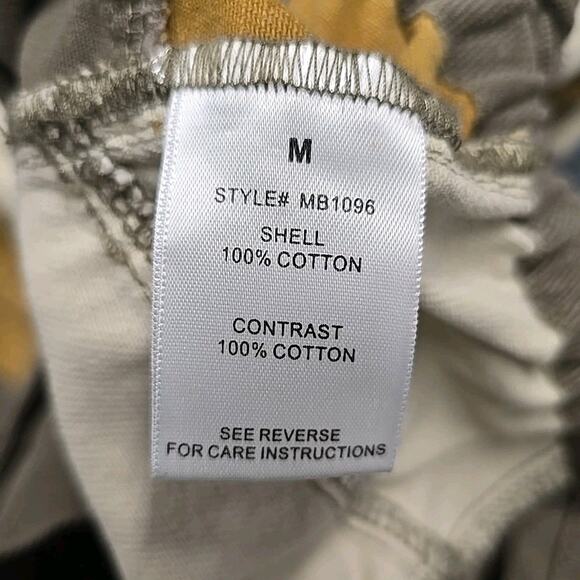 M
STYLE# MB1096
SHELL
100% COTTON
CONTRAST
100% COTTON
SEE REVERSE
FOR CARE INSTRUCTIONS